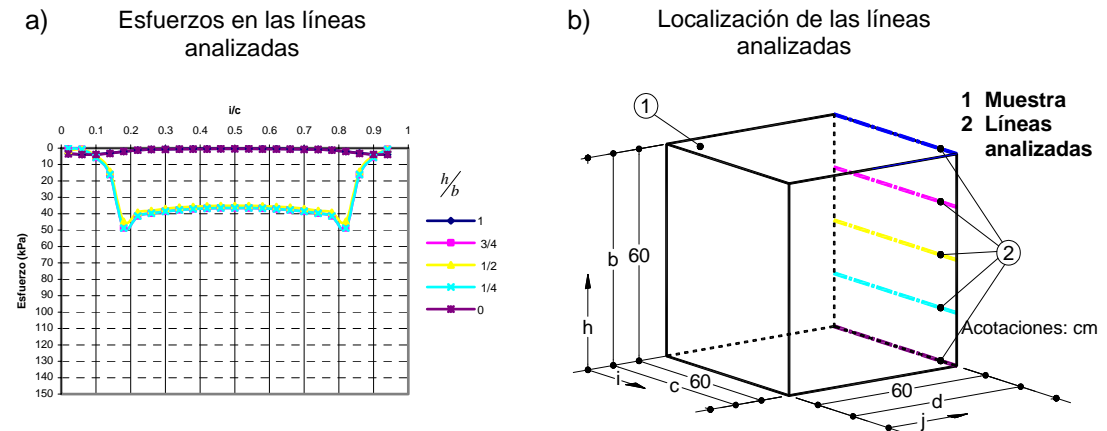 a)
Esfuerzos en las líneas
analizadas
i/c
0 0.1 0.2 0.3 0.4 0.5 0.6 0.7 0.8 0.9 1
0
10
20
30
40
50
60
70
80
90
100
110
120
130
140
150
Esfuerzo (kPa)
h/b
1
3/4
1/2
1/4
0
b)
Localización de las líneas
analizadas
1
1 Muestra
2 Líneas
analizadas
2
b 60
h
Acotaciones: cm
60
c
i
60
d
j